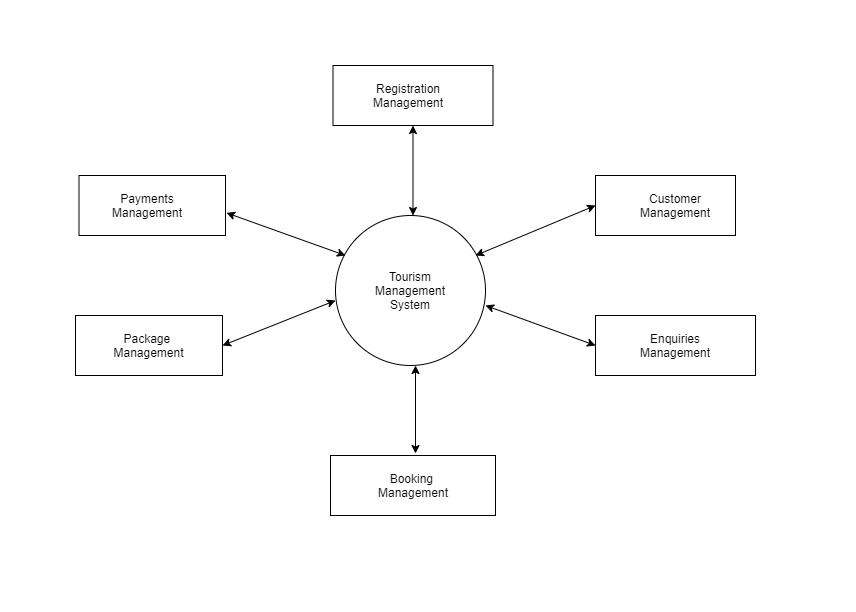 Registration
Management
Payments
Management
Customer
Management
Tourism
Management
System
Package
Management
Enquiries
Management
Booking
Management